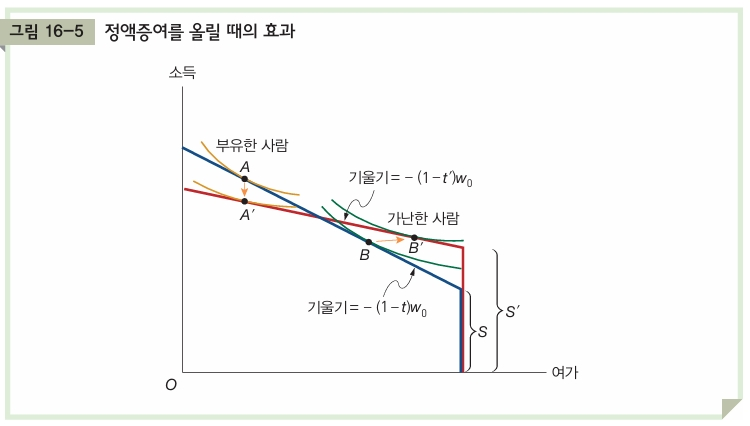 그림 16-5 정액증여를 올릴 때의 효과
소득
부유한 사람
A
기울기=-(1-t′)w₀
A′
가난한 사람
B′
B
기울기=-(1-t)w₀
S
S′
O
여가